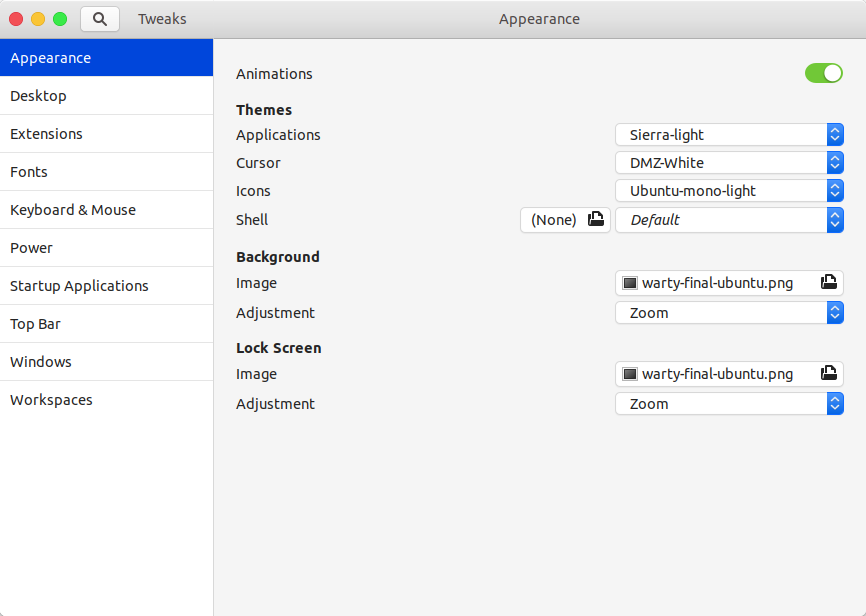 Tweaks
Appearance
Appearance
Desktop
Extensions
Fonts
Keyboard & Mouse
Power
Startup Applications
Top Bar
Windows
Workspaces
Animations
Themes
Applications Sierra-light
Cursor DMZ-White
Icons Ubuntu-mono-light
Shell (None) Default
Background
Image warty-final-ubuntu.png
Adjustment Zoom
Lock Screen
Image warty-final-ubuntu.png
Adjustment Zoom